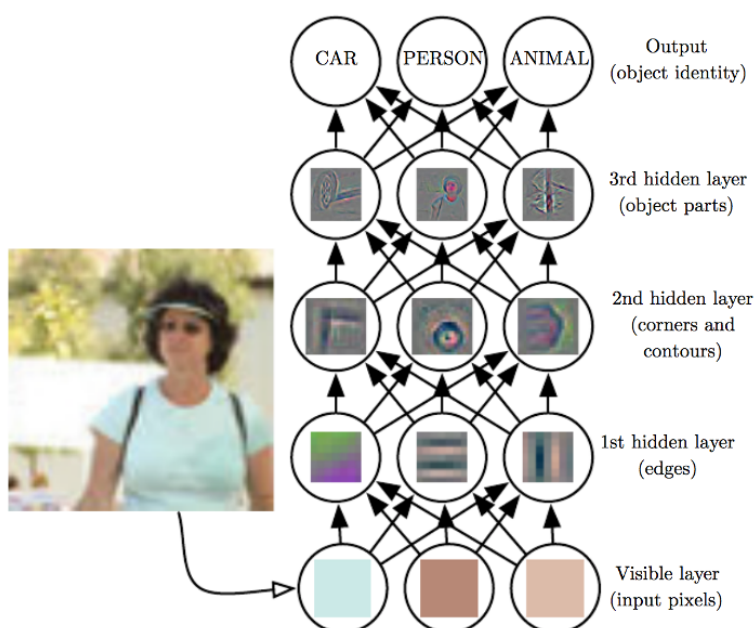 CAR
PERSON
ANIMAL
Output
(object identity)
3rd hidden layer
(object parts)
2nd hidden layer
(corners and
contours)
1st hidden layer
(edges)
Visible layer
(input pixels)